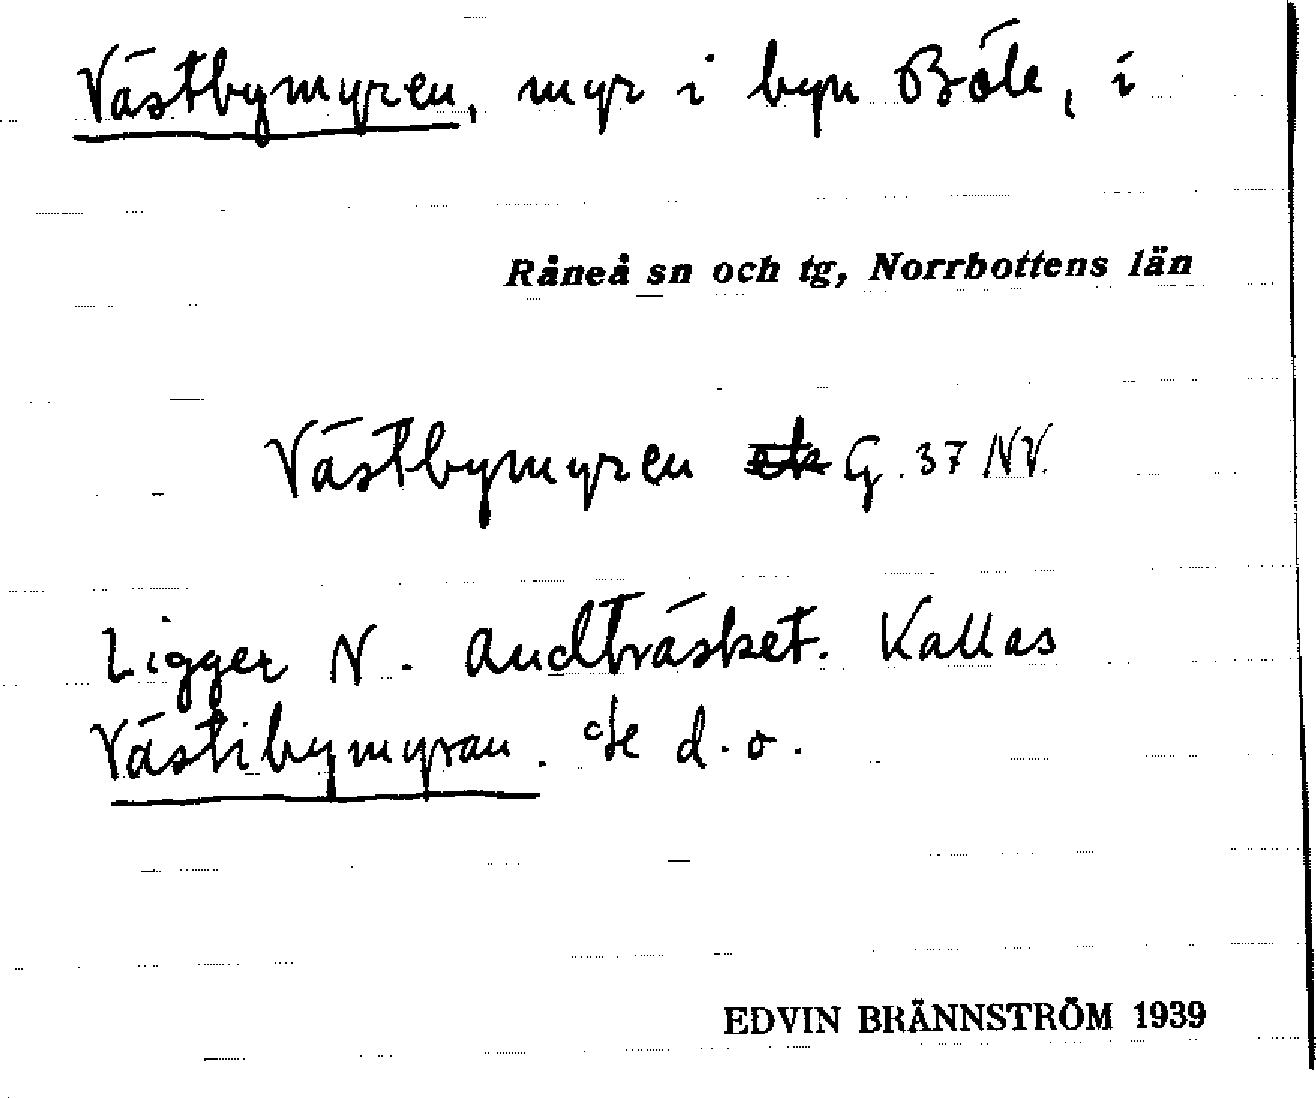 Västbymyren, myr i byn Böle, i
Råneå sn och tg, Norrbottens län
Västbymyren G. 37 NV.
Ligger N. Andträsket. Kallas
Västibymyran. d. o.
EDVIN BRÄNNSTRÖM 1939